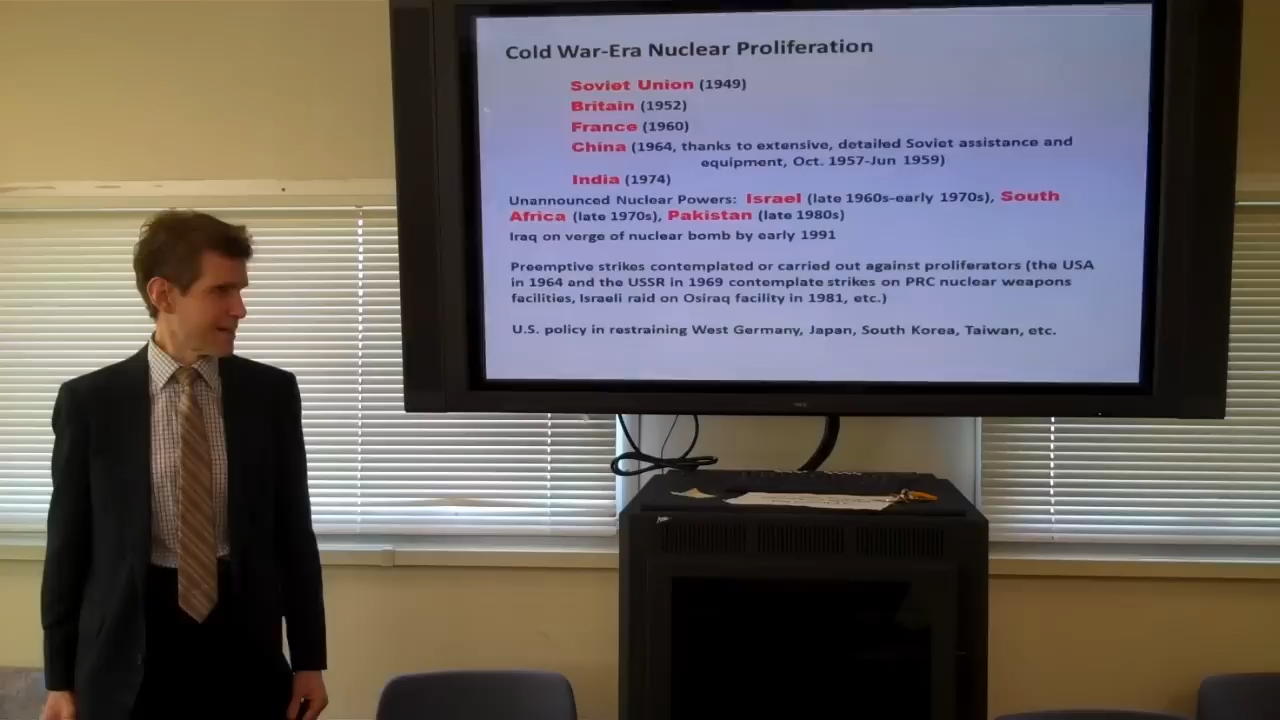 Cold War-Era Nuclear Proliferation
Soviet Union (1949)
Britain (1952)
France (1960)
China (1964, thanks to extensive, detailed Soviet assistance and
equipment, Oct. 1957-Jun 1959)
India (1974)
Unannounced Nuclear Powers: Israel (late 1960s-early 1970s), South
Africa (late 1970s), Pakistan (late 1980s)
Iraq on verge of nuclear bomb by early 1991
Preemptive strikes contemplated or carried out against proliferators (the USA
in 1964 and the USSR in 1969 contemplate strikes on PRC nuclear weapons
facilities, Israeli raid on Osiraq facility in 1981, etc.)
U.S. policy in restraining West Germany, Japan, South Korea, Taiwan, etc.